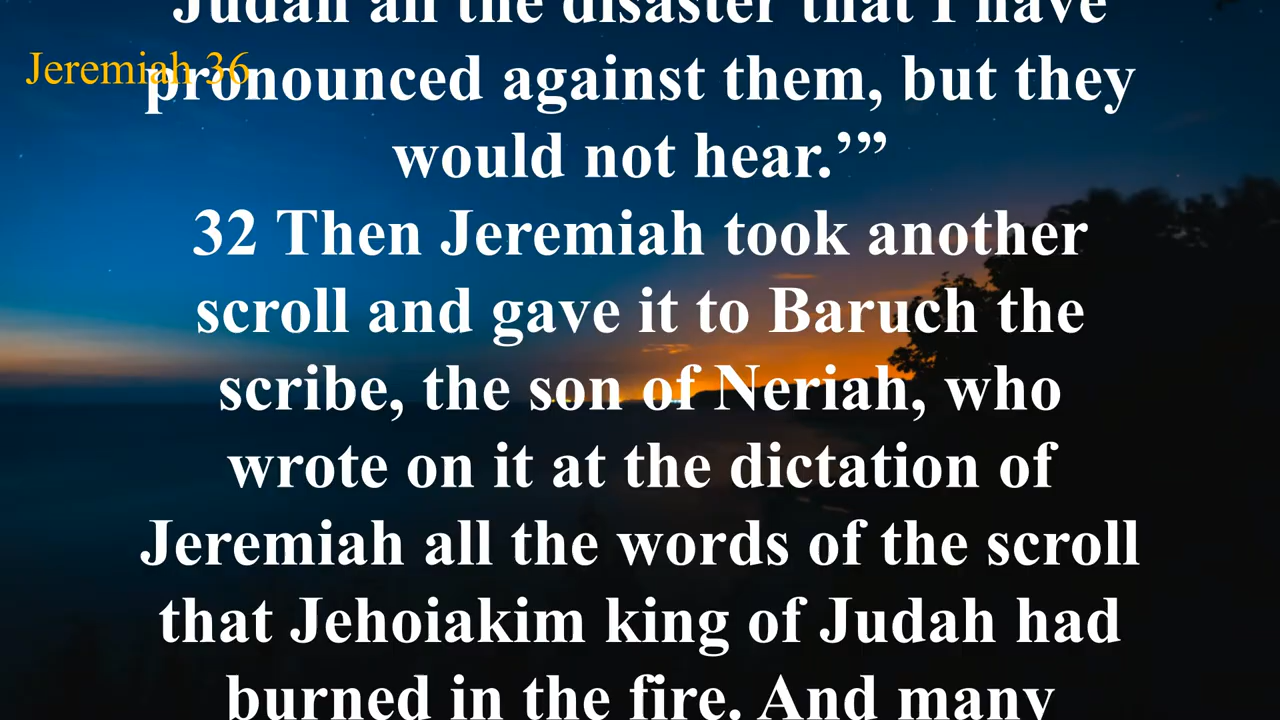 Judah all the disaster that I have
Jeremiah 36
pronounced against them, but they
would not hear.’”
32 Then Jeremiah took another
scroll and gave it to Baruch the
scribe, the son of Neriah, who
wrote on it at the dictation of
Jeremiah all the words of the scroll
that Jehoiakim king of Judah had
burned in the fire. And many